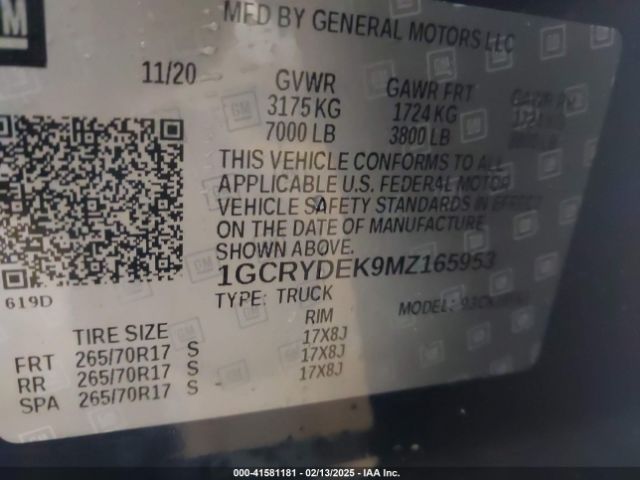 GM
MFD BY GENERAL MOTORS LLC
11/20 GVWR GAWR FRT GAWR RR
3175 KG 1724 KG
7000 LB 3800 LB
THIS VEHICLE CONFORMS TO ALL
APPLICABLE U.S. FEDERAL MOTOR
VEHICLE SAFETY STANDARDS IN EFFECT
ON THE DATE OF MANUFACTURE
SHOWN ABOVE.
1GCRYDEK9MZ165953
619D TYPE: TRUCK MODEL:
TIRE SIZE RIM
FRT 265/70R17 S 17X8J
RR 265/70R17 S 17X8J
SPA 265/70R17 S 17X8J
000-41581181 - 02/13/2025 - IAA Inc.